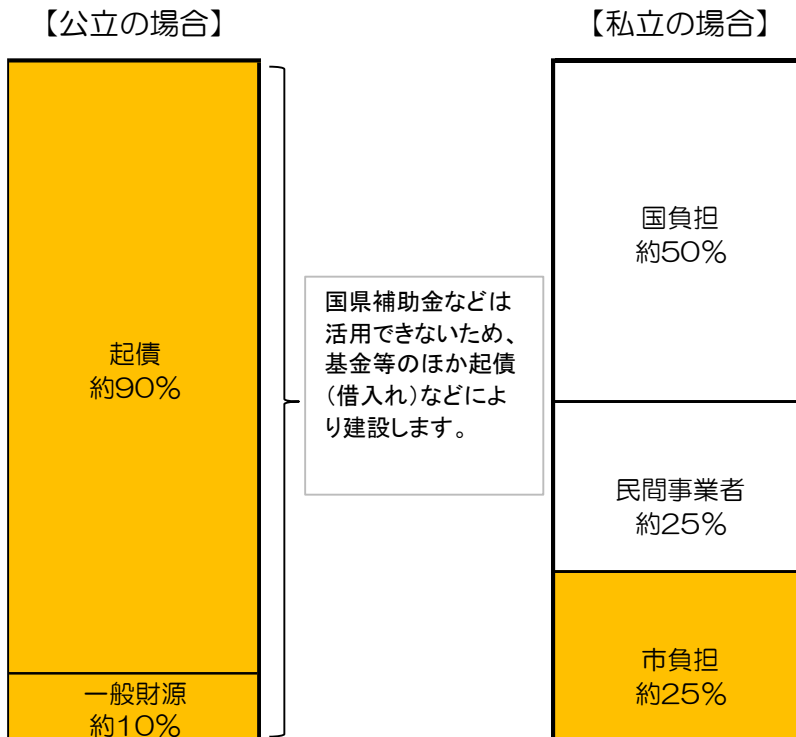 【公立の場合】
起債
約90%
一般財源
約10%
国県補助金などは
活用できないため、
基金等のほか起債
（借入れ）などによ
り建設します。
【私立の場合】
国負担
約50%
民間事業者
約25%
市負担
約25%